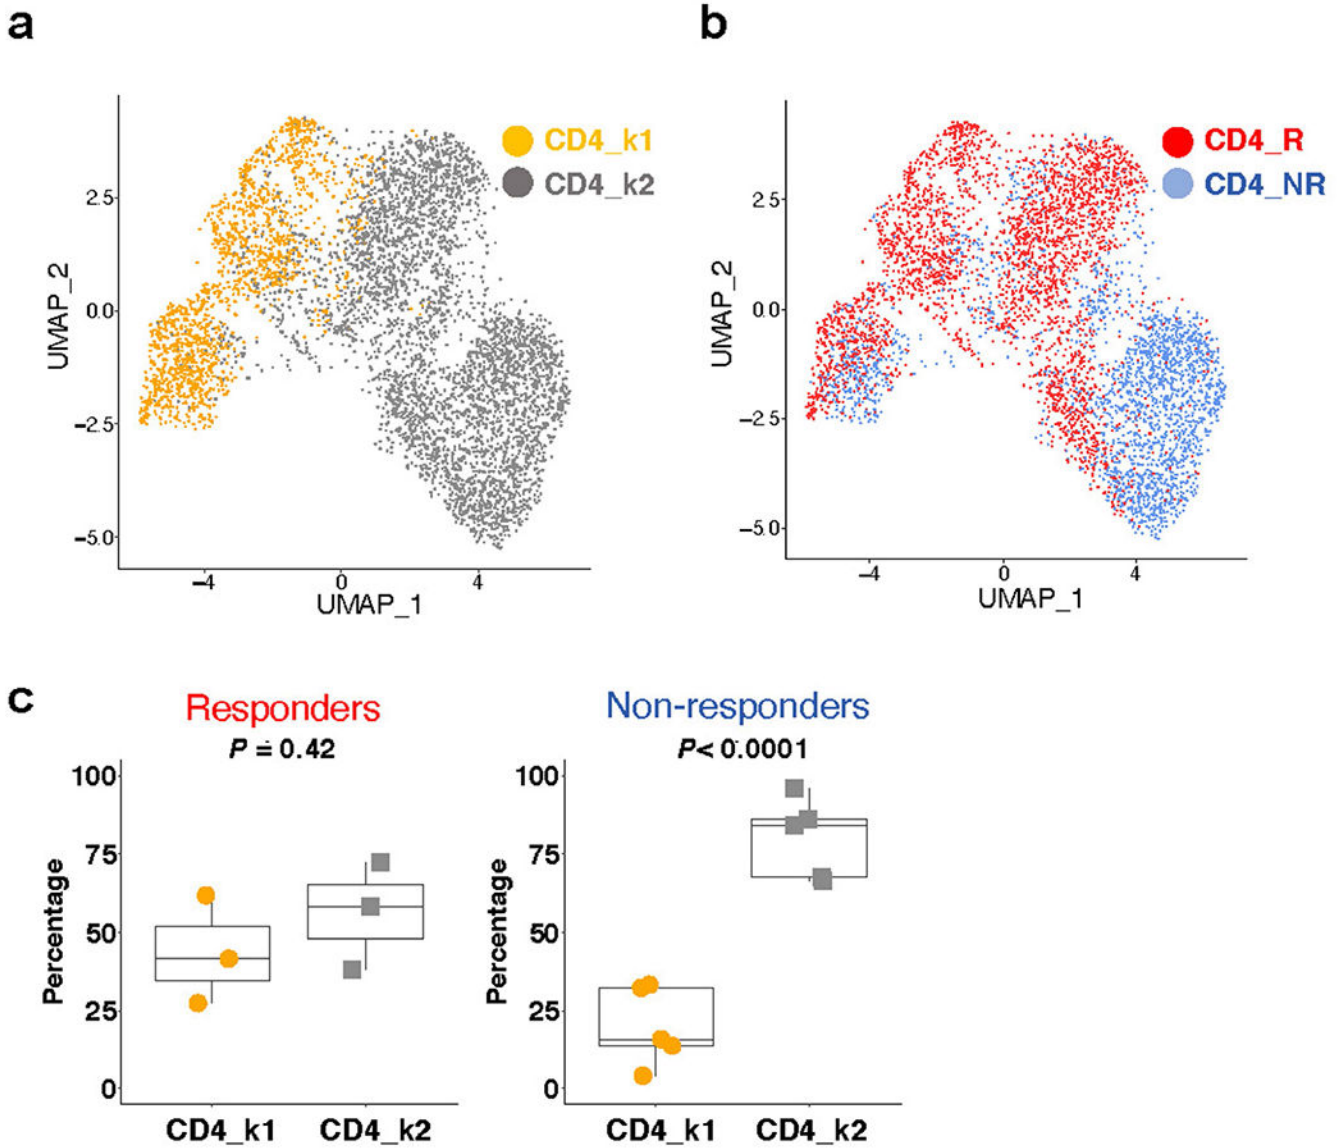 a
CD4_k1
CD4_k2
2.5
0.0
−2.5
−5.0
UMAP_2
−4 0 4
UMAP_1
b
CD4_R
CD4_NR
2 5
0.0
−2.5
−5 0
UMAP_2
−4 0 4
UMAP_1
c
Responders
P = 0.42
100
75
50
25
0
Percentage
CD4_k1 CD4_k2
Non-responders
P< 0.0001
100
75
50
25
0
Percentage
CD4_k1 CD4_k2